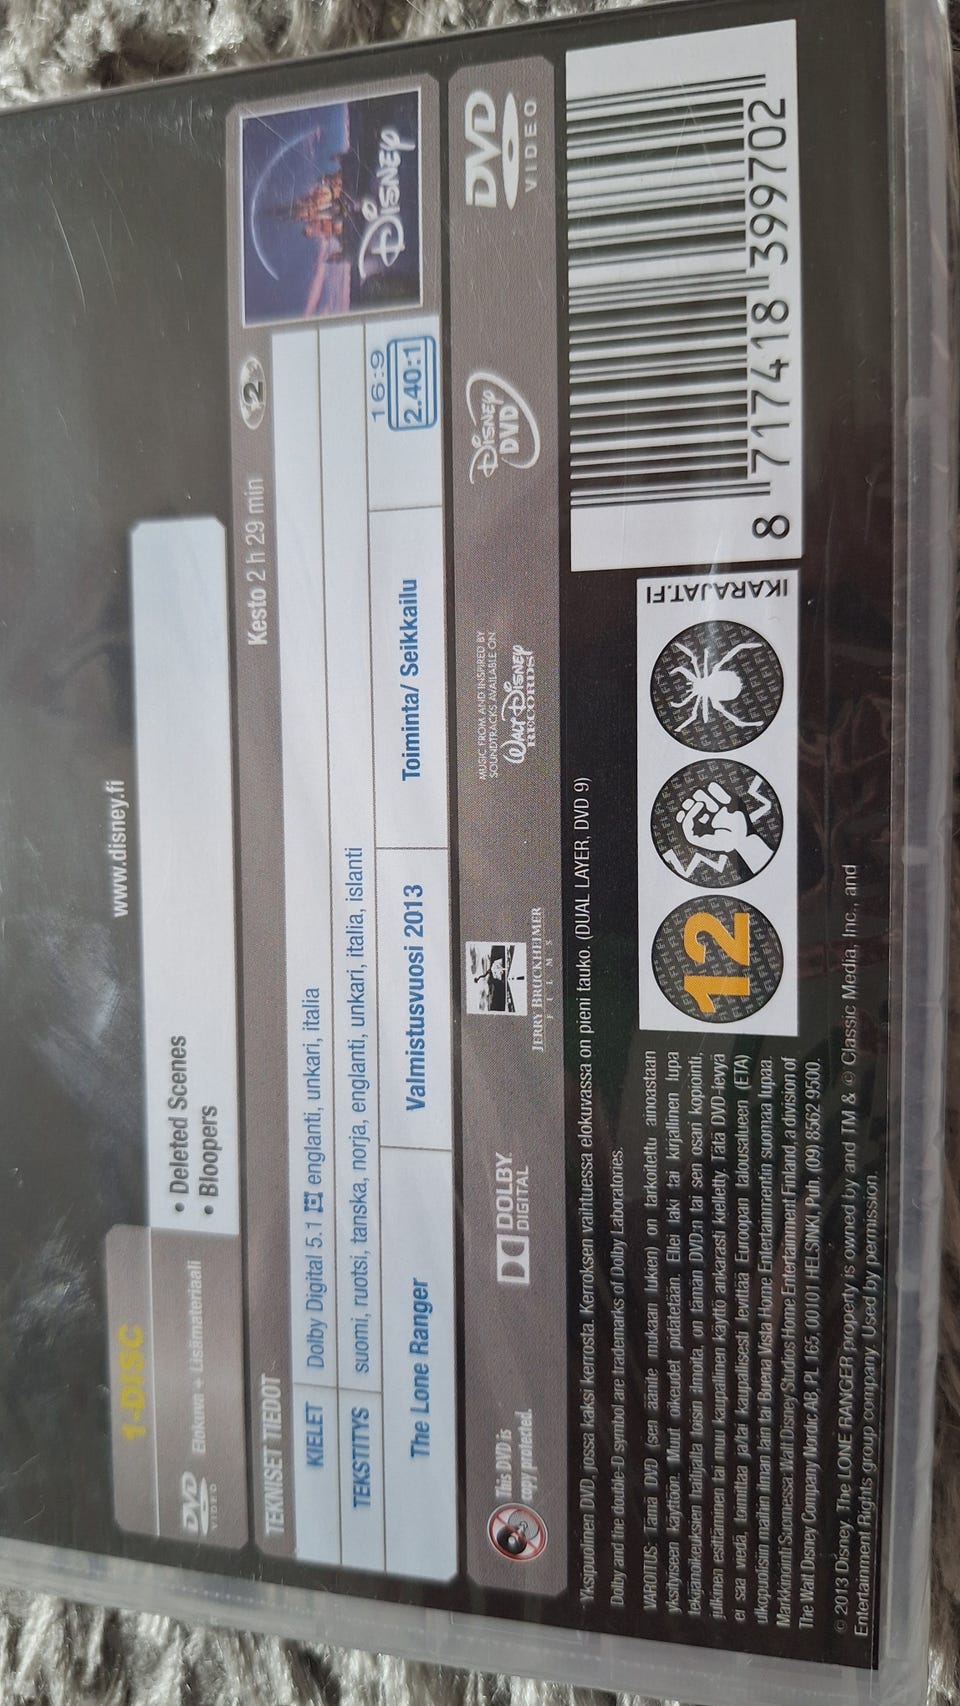 www.disney.fi
1-DISC
DVD
VIDEO
Elokuva + Lisämateriaali
• Deleted Scenes
• Bloopers
TEKNISET TIEDOT
Kesto 2 h 29 min
2
KIELET Dolby Digital 5.1 englanti, unkari, italia
TEKSTITYS suomi, ruotsi, tanska, norja, englanti, unkari, italia, islanti
The Lone Ranger
Valmistusvuosi 2013
Toiminta/ Seikkailu
16:9
2.40:1
DISNEY
This DVD is
copy protected.
DOLBY
DIGITAL
JERRY BRUCKHEIMER
FILMS
MUSIC FROM AND INSPIRED BY
SOUNDTRACKS AVAILABLE ON
WALT DISNEY
RECORDS
DISNEY
DVD
DVD
VIDEO
Yksipuolinen DVD, jossa kaksi kerrosta. Kerroksen vaihtuessa elokuvassa on pieni tauko. (DUAL LAYER, DVD 9)
Dolby and the double-D symbol are trademarks of Dolby Laboratories.
VAROITUS: Tämä DVD (sen äänite mukaan lukien) on tarkoitettu ainoastaan
yksityiseen käyttöön. Muut oikeudet pidätetään. Ellei laki tai kirjallinen lupa
tekijänoikeuksien haltijalta toisin ilmoita, on tämän DVD:n tai sen osan kopiointi,
julkinen esittäminen tai muu kaupallinen käyttö ankarasti kielletty. Tätä DVD-levyä
ei saa viedä, lainattaa jatka kaupallisesti levittää Euroopan talousalueen (ETA)
ulkopuolisiin maihin ilman lain tai Buena Vista Home Entertainmentin suomaa lupaa.
Markkinointi Suomessa: Walt Disney Studios Home Entertainment Finland a division of
The Walt Disney Company Nordic AB, PL 165, 00101 HELSINKI, Puh. (09) 8562 9500.
12
IKARAJAT.FI
8 717418 399702
© 2013 Disney. The LONE RANGER property is owned by and TM & © Classic Media, Inc., and
Entertainment Rights group company. Used by permission